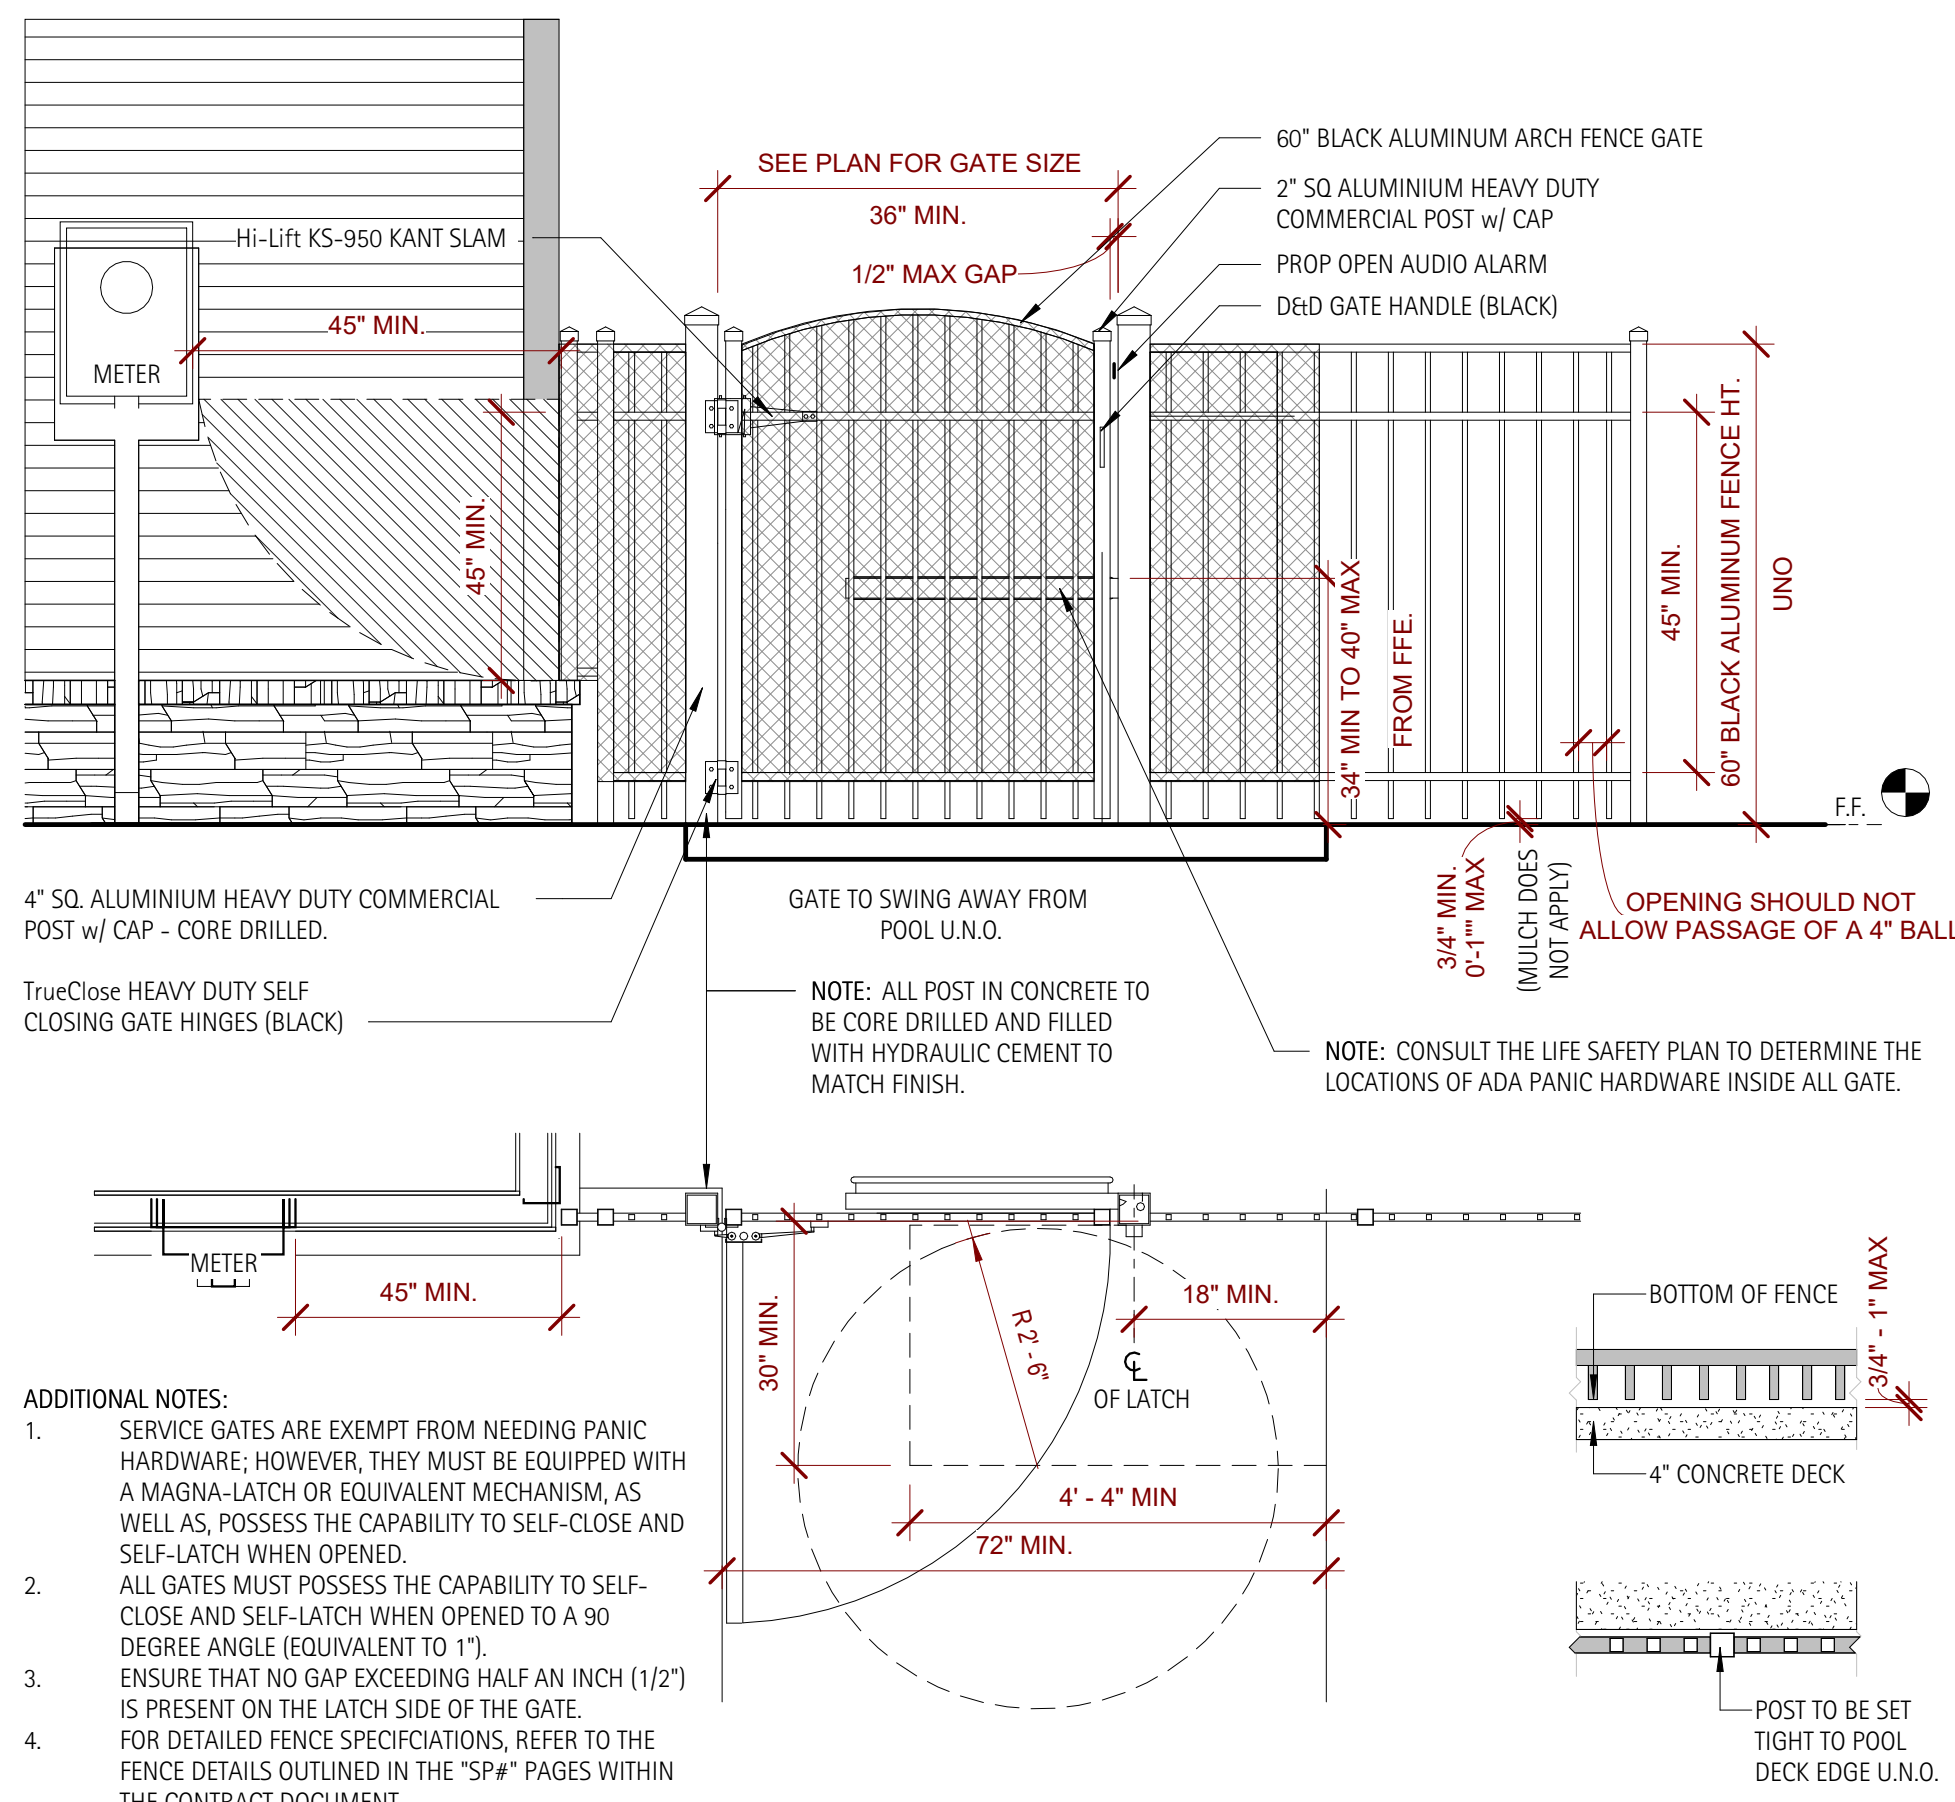 60" BLACK ALUMINUM ARCH FENCE GATE
SEE PLAN FOR GATE SIZE
2" SQ ALUMINIUM HEAVY DUTY
COMMERCIAL POST w/ CAP
36" MIN.
Hi-Lift KS-950 KANT SLAM
PROP OPEN AUDIO ALARM
1/2" MAX GAP
D&D GATE HANDLE (BLACK)
45" MIN.
METER
45" MIN.
34" MIN TO 40" MAX
FROM FFE.
45" MIN.
60" BLACK ALUMINUM FENCE HT.
UNO
F.F.
4" SQ. ALUMINIUM HEAVY DUTY COMMERCIAL
POST w/ CAP - CORE DRILLED.
GATE TO SWING AWAY FROM
POOL U.N.O.
3/4" MIN.
0'-1"" MAX
(MULCH DOES
NOT APPLY)
OPENING SHOULD NOT
ALLOW PASSAGE OF A 4" BALL
TrueClose HEAVY DUTY SELF
CLOSING GATE HINGES (BLACK)
NOTE: ALL POST IN CONCRETE TO
BE CORE DRILLED AND FILLED
WITH HYDRAULIC CEMENT TO
MATCH FINISH.
NOTE: CONSULT THE LIFE SAFETY PLAN TO DETERMINE THE
LOCATIONS OF ADA PANIC HARDWARE INSIDE ALL GATE.
METER
45" MIN.
30" MIN.
R 2' - 6"
18" MIN.
CL
OF LATCH
4' - 4" MIN
72" MIN.
BOTTOM OF FENCE
3/4" - 1" MAX
4" CONCRETE DECK
POST TO BE SET
TIGHT TO POOL
DECK EDGE U.N.O.
ADDITIONAL NOTES:
1. SERVICE GATES ARE EXEMPT FROM NEEDING PANIC
HARDWARE; HOWEVER, THEY MUST BE EQUIPPED WITH
A MAGNA-LATCH OR EQUIVALENT MECHANISM, AS
WELL AS, POSSESS THE CAPABILITY TO SELF-CLOSE AND
SELF-LATCH WHEN OPENED.
2. ALL GATES MUST POSSESS THE CAPABILITY TO SELF-
CLOSE AND SELF-LATCH WHEN OPENED TO A 90
DEGREE ANGLE (EQUIVALENT TO 1").
3. ENSURE THAT NO GAP EXCEEDING HALF AN INCH (1/2")
IS PRESENT ON THE LATCH SIDE OF THE GATE.
4. FOR DETAILED FENCE SPECIFCIATIONS, REFER TO THE
FENCE DETAILS OUTLINED IN THE "SP#" PAGES WITHIN
THE CONTRACT DOCUMENT